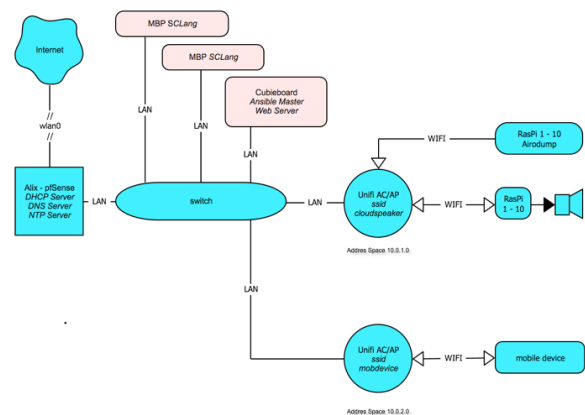 MBP SCLang
Internet
MBP SCLang
Cubieboard
Ansible Master
Web Server
LAN
//
wlan0
//
LAN
WIFI
RasPi 1 - 10
Airodump
LAN
Alix - pfSense
DHCP Server
DNS Server
NTP Server
LAN
switch
LAN
Unifi AC/AP
ssid
cloudspeaker
WIFI
RasPi
1 - 10
Addres Space 10.0.1.0
LAN
Unifi AC/AP
ssid
mobdevice
WIFI
mobile device
Addres Space 10.0.2.0